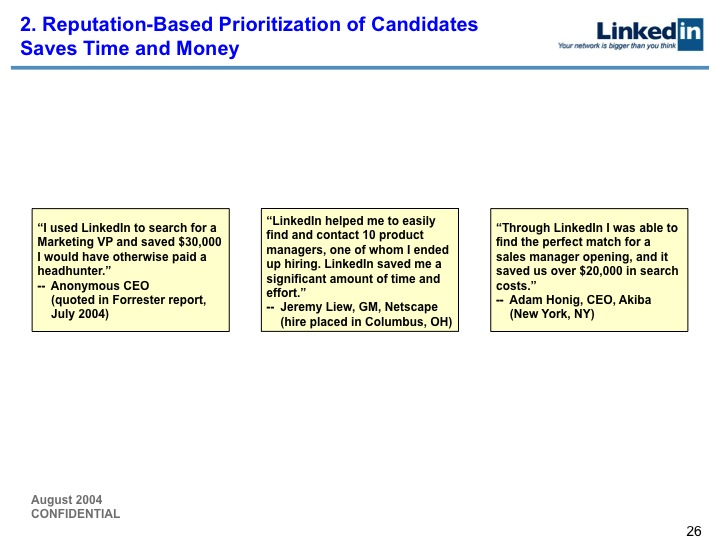 2. Reputation-Based Prioritization of Candidates
Saves Time and Money
Linkedin
Your network is bigger than you think
“I used LinkedIn to search for a
Marketing VP and saved $30,000
I would have otherwise paid a
headhunter.”
-- Anonymous CEO
(quoted in Forrester report,
July 2004)
“LinkedIn helped me to easily
find and contact 10 product
managers, one of whom I ended
up hiring. LinkedIn saved me a
significant amount of time and
effort.”
-- Jeremy Liew, GM, Netscape
(hire placed in Columbus, OH)
“Through LinkedIn I was able to
find the perfect match for a
sales manager opening, and it
saved us over $20,000 in search
costs.”
-- Adam Honig, CEO, Akiba
(New York, NY)
August 2004
CONFIDENTIAL
26